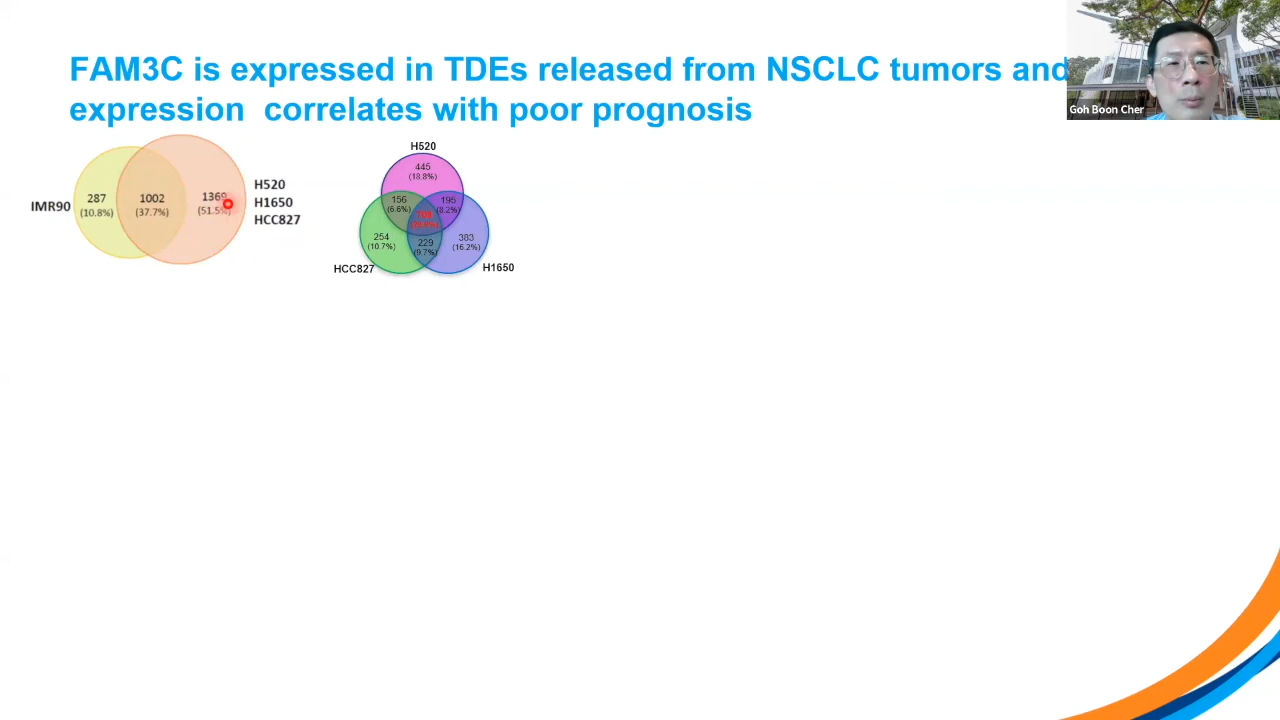 FAM3C is expressed in TDEs released from NSCLC tumors and
expression correlates with poor prognosis
Goh Boon Cher
IMR90
287
(10.8%)
1002
(37.7%)
1369
(51.5%)
H520
H1650
HCC827
H520
445
(18.8%)
156
(6.6%)
195
(8.2%)
254
(10.7%)
229
(9.7%)
383
(16.2%)
HCC827
H1650